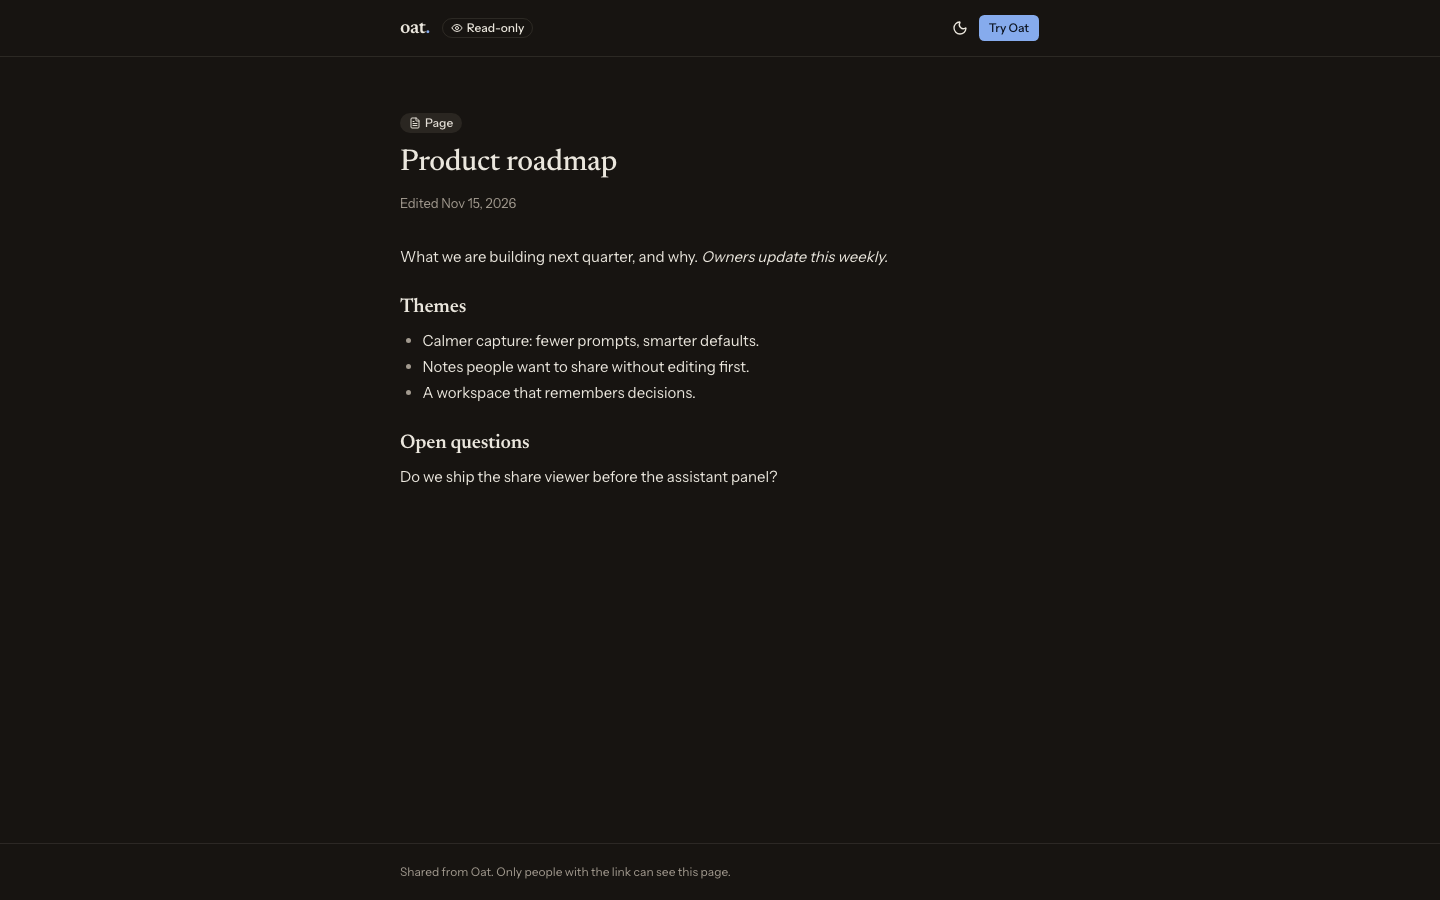 oat.
Read-only
Try Oat
Page
Product roadmap
Edited Nov 15, 2026
What we are building next quarter, and why. Owners update this weekly.
Themes
Calmer capture: fewer prompts, smarter defaults.
Notes people want to share without editing first.
A workspace that remembers decisions.
Open questions
Do we ship the share viewer before the assistant panel?
Shared from Oat. Only people with the link can see this page.